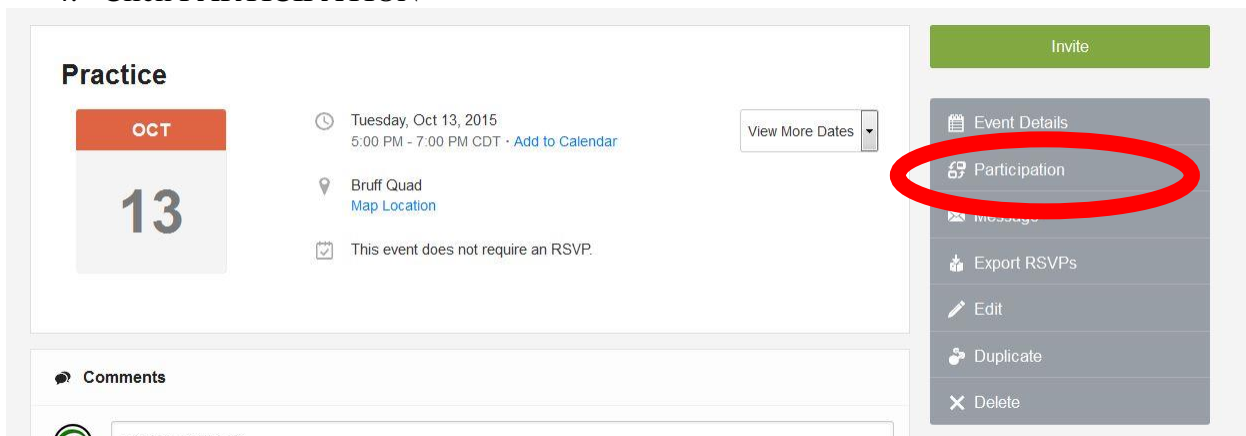 Practice
OCT
13
Tuesday, Oct 13, 2015
5:00 PM - 7:00 PM CDT · Add to Calendar
View More Dates
Bruff Quad
Map Location
This event does not require an RSVP.
Comments
Invite
Event Details
Participation
Message
Export RSVPs
Edit
Duplicate
Delete